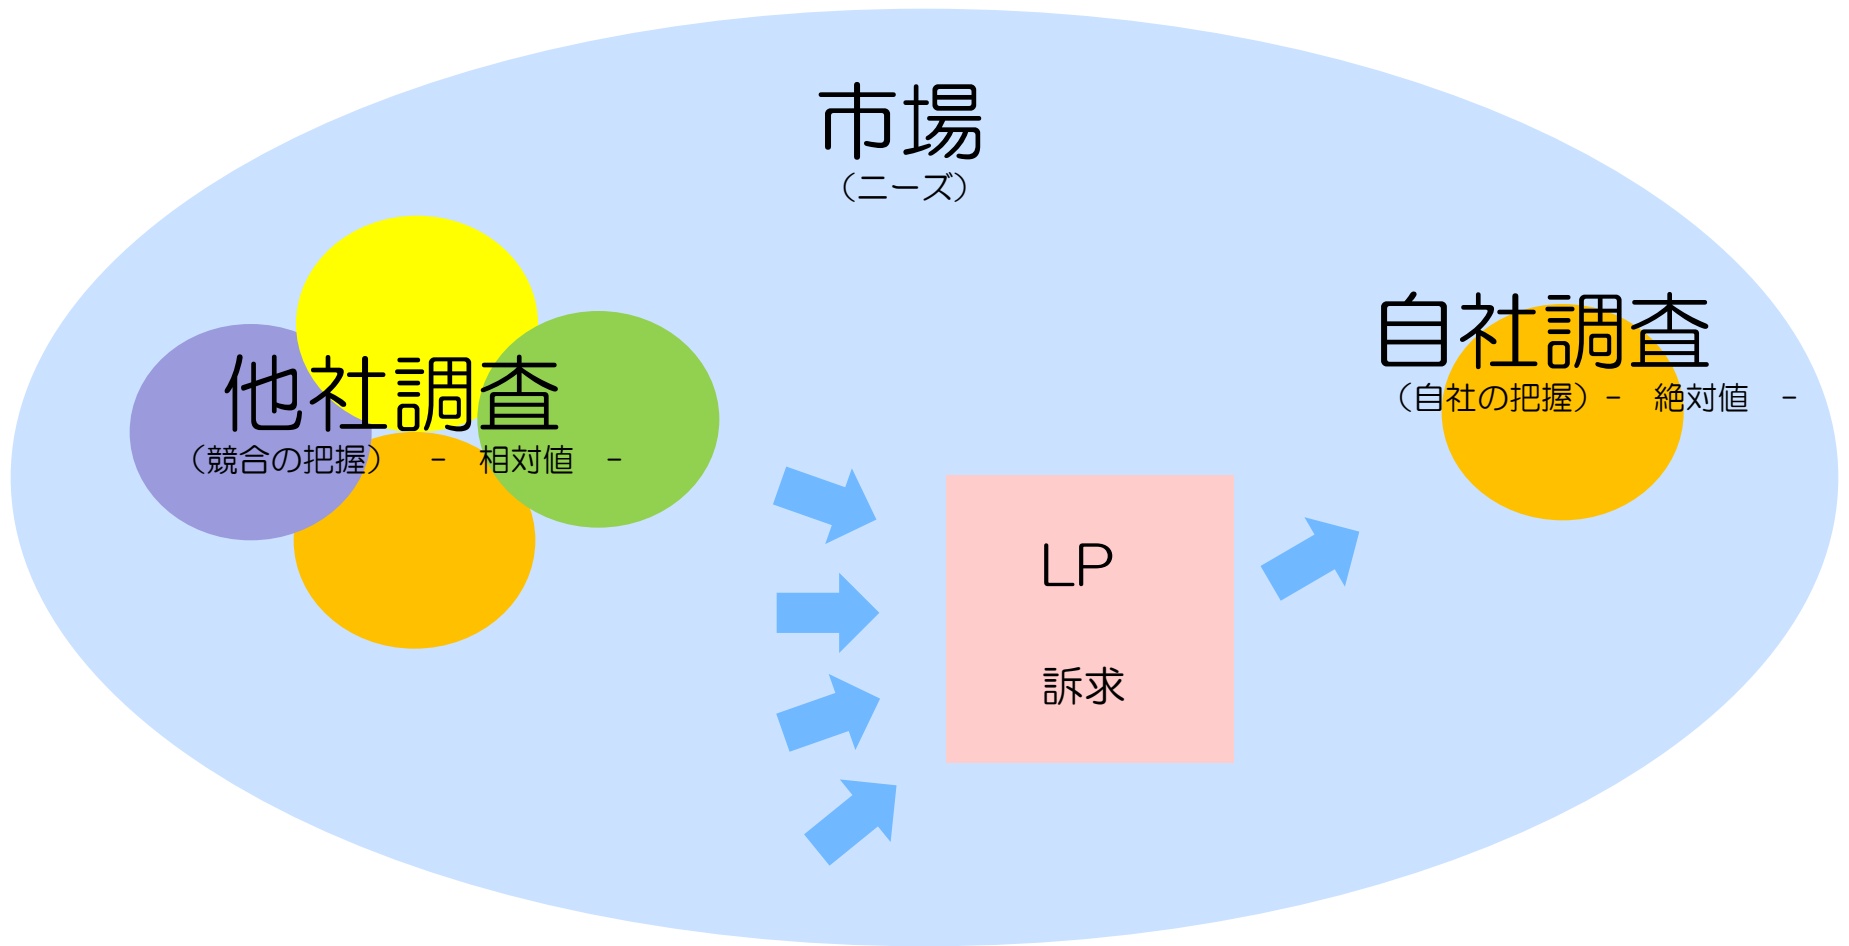 市場
（ニーズ）
他社調査
（競合の把握）　-　相対値　-
自社調査
（自社の把握）-　絶対値　-
LP
訴求